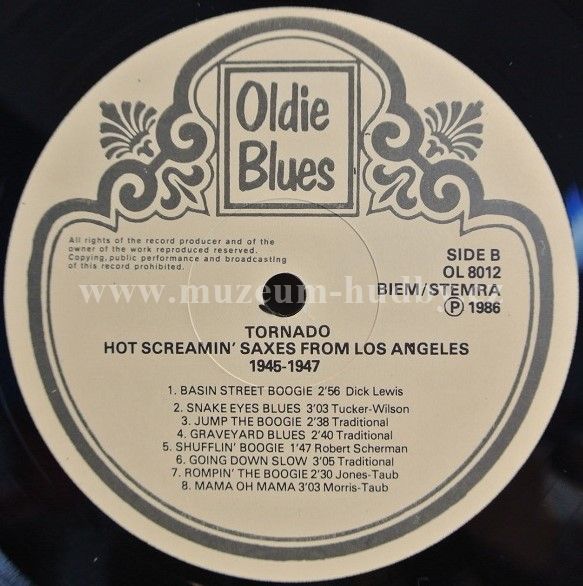 Oldie
Blues
All rights of the record producer and of the
owner of the work reproduced reserved.
Copying, public performance and broadcasting
of this record prohibited.
SIDE B
OL 8012
BIEM/STEMRA
Ⓟ 1986
www.muzeum-hudby.cz
TORNADO
HOT SCREAMIN' SAXES FROM LOS ANGELES
1945-1947
1. BASIN STREET BOOGIE 2'56 Dick Lewis
2. SNAKE EYES BLUES 3'03 Tucker-Wilson
3. JUMP THE BOOGIE 2'38 Traditional
4. GRAVEYARD BLUES 2'40 Traditional
5. SHUFFLIN' BOOGIE 1'47 Robert Scherman
6. GOING DOWN SLOW 3'05 Traditional
7. ROMPIN' THE BOOGIE 2'30 Jones-Taub
8. MAMA OH MAMA 3'03 Morris-Taub